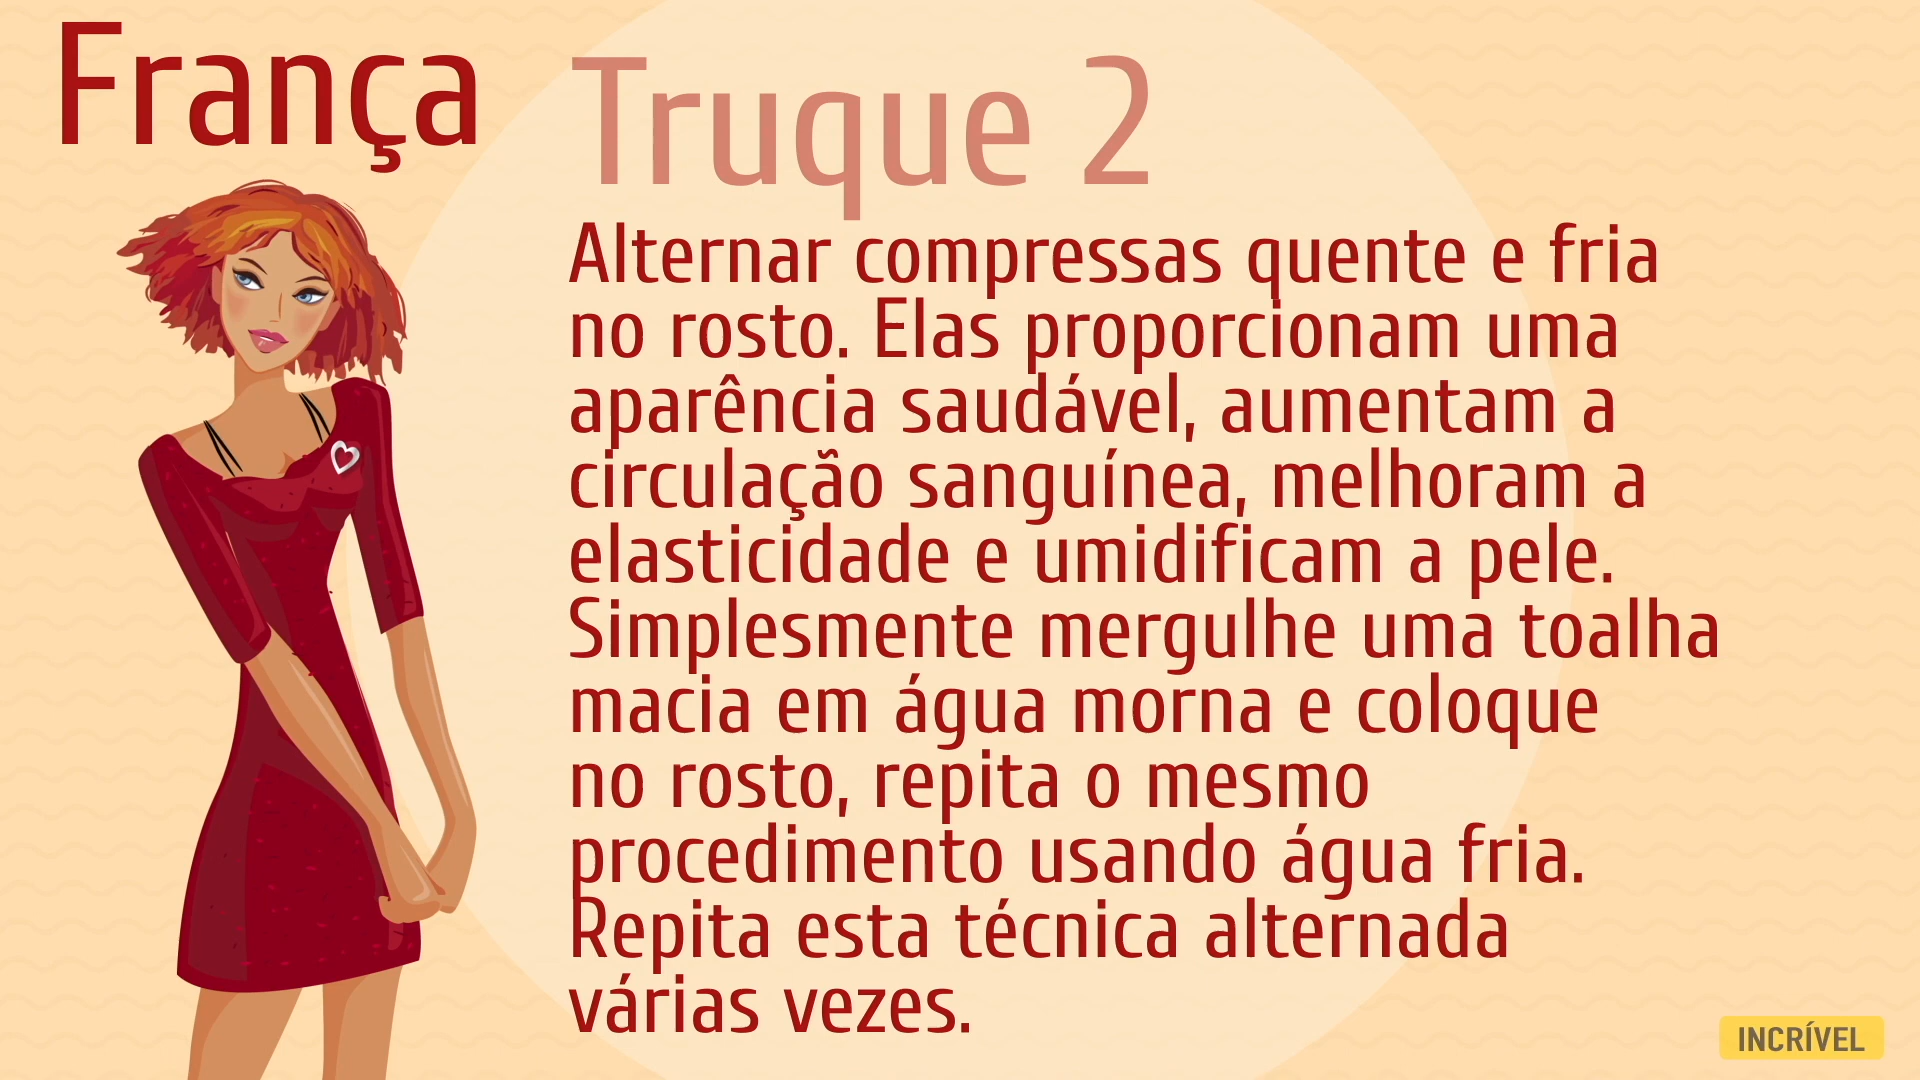 França
Truque 2
Alternar compressas quente e fria
no rosto. Elas proporcionam uma
aparência saudável, aumentam a
circulação sanguínea, melhoram a
elasticidade e umidificam a pele.
Simplesmente mergulhe uma toalha
macia em água morna e coloque
no rosto, repita o mesmo
procedimento usando água fria.
Repita esta técnica alternada
várias vezes.
INCRÍVEL